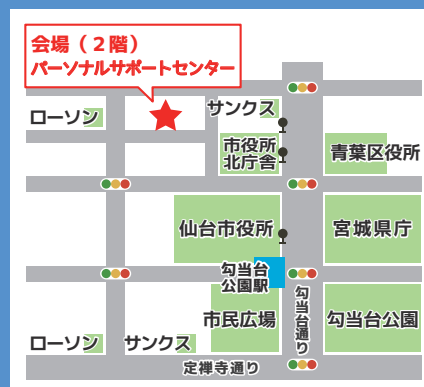 会場（２階）
パーソナルサポートセンター
ローソン
サンクス
市役所
北庁舎
青葉区役所
仙台市役所
宮城県庁
勾当台
公園駅
市民広場
勾当台通り
勾当台公園
ローソン
サンクス
定禅寺通り